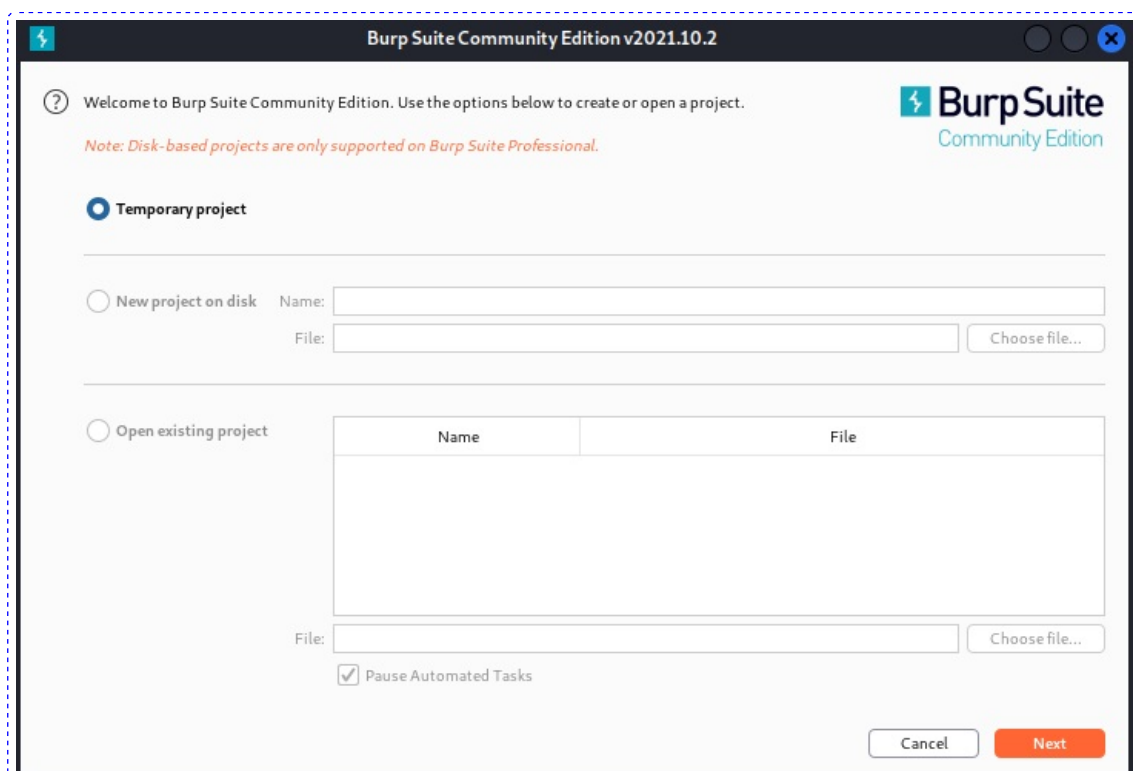 Burp Suite Community Edition v2021.10.2
Welcome to Burp Suite Community Edition. Use the options below to create or open a project.
Burp Suite
Community Edition
Note: Disk-based projects are only supported on Burp Suite Professional.
Temporary project
New project on disk Name:
File: Choose file...
Open existing project Name File
File: Choose file...
Pause Automated Tasks
Cancel Next